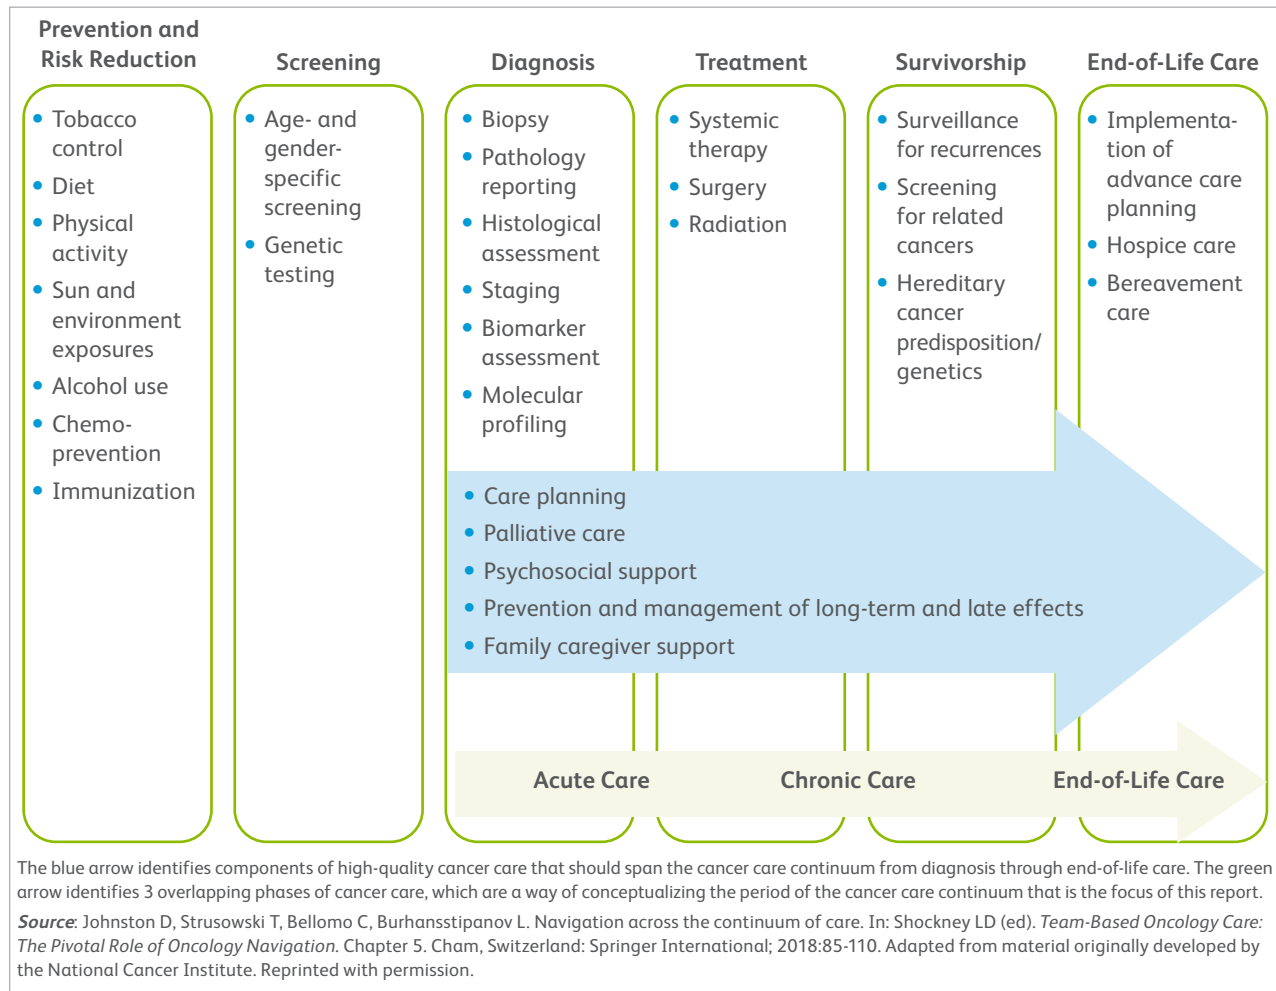 Prevention and
Risk Reduction
Screening
Diagnosis
Treatment
Survivorship
End-of-Life Care
• Tobacco
control
• Diet
• Physical
activity
• Sun and
environment
exposures
• Alcohol use
• Chemo-
prevention
• Immunization
• Age- and
gender-
specific
screening
• Genetic
testing
• Biopsy
• Pathology
reporting
• Histological
assessment
• Staging
• Biomarker
assessment
• Molecular
profiling
• Systemic
therapy
• Surgery
• Radiation
• Surveillance
for recurrences
• Screening
for related
cancers
• Hereditary
cancer
predisposition/
genetics
• Implementa-
tion of
advance care
planning
• Hospice care
• Bereavement
care
• Care planning
• Palliative care
• Psychosocial support
• Prevention and management of long-term and late effects
• Family caregiver support
Acute Care
Chronic Care
End-of-Life Care
The blue arrow identifies components of high-quality cancer care that should span the cancer care continuum from diagnosis through end-of-life care. The green
arrow identifies 3 overlapping phases of cancer care, which are a way of conceptualizing the period of the cancer care continuum that is the focus of this report.
Source: Johnston D, Strusowski T, Bellomo C, Burhansstipanov L. Navigation across the continuum of care. In: Shockney LD (ed). Team-Based Oncology Care:
The Pivotal Role of Oncology Navigation. Chapter 5. Cham, Switzerland: Springer International; 2018:85-110. Adapted from material originally developed by
the National Cancer Institute. Reprinted with permission.